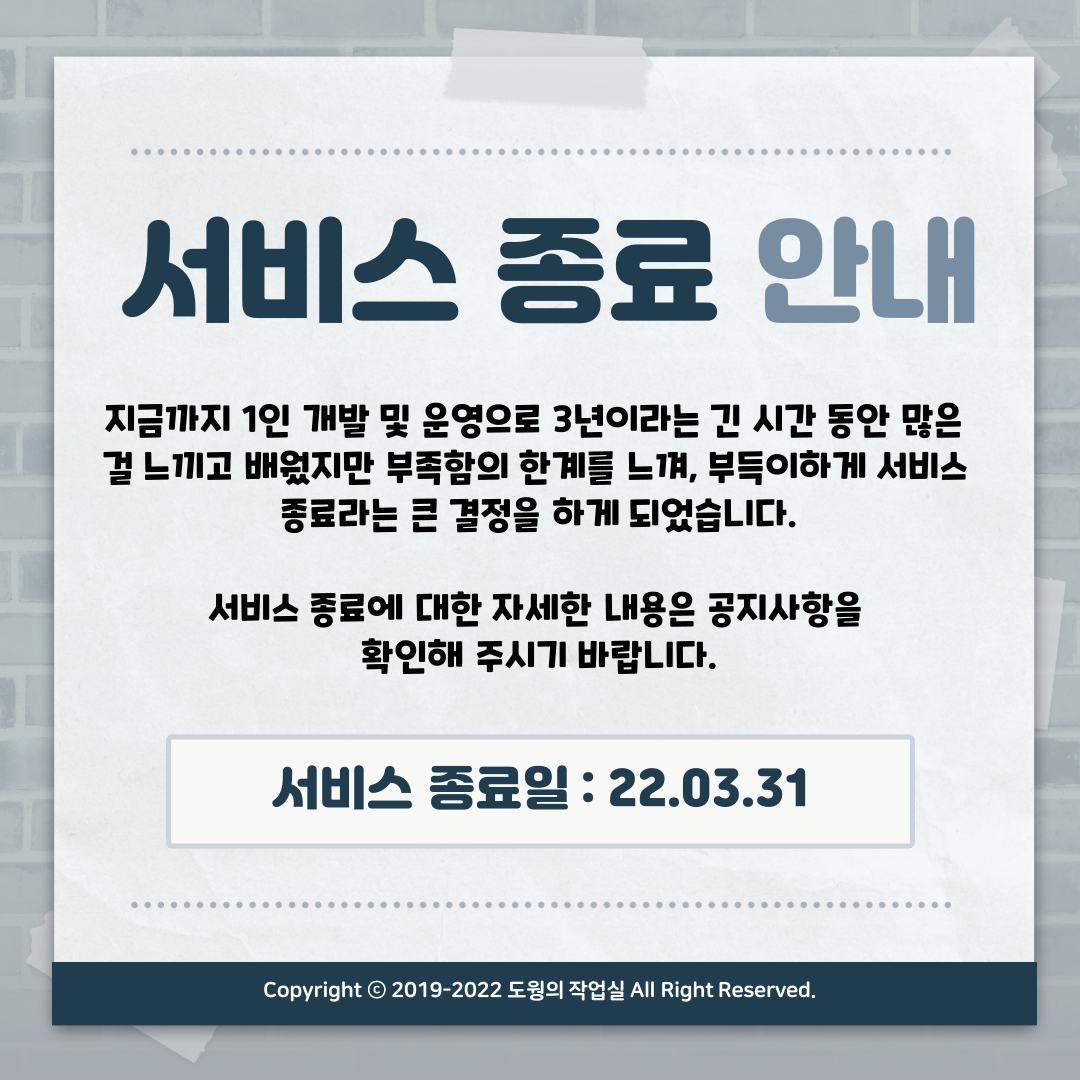 서비스 종료 안내
지금까지 1인 개발 및 운영으로 3년이라는 긴 시간 동안 많은
걸 느끼고 배웠지만 부족함의 한계를 느껴, 부득이하게 서비스
종료라는 큰 결정을 하게 되었습니다.
서비스 종료에 대한 자세한 내용은 공지사항을
확인해 주시기 바랍니다.
서비스 종료일 : 22.03.31
Copyright ⓒ 2019-2022 도웡의 작업실 All Right Reserved.